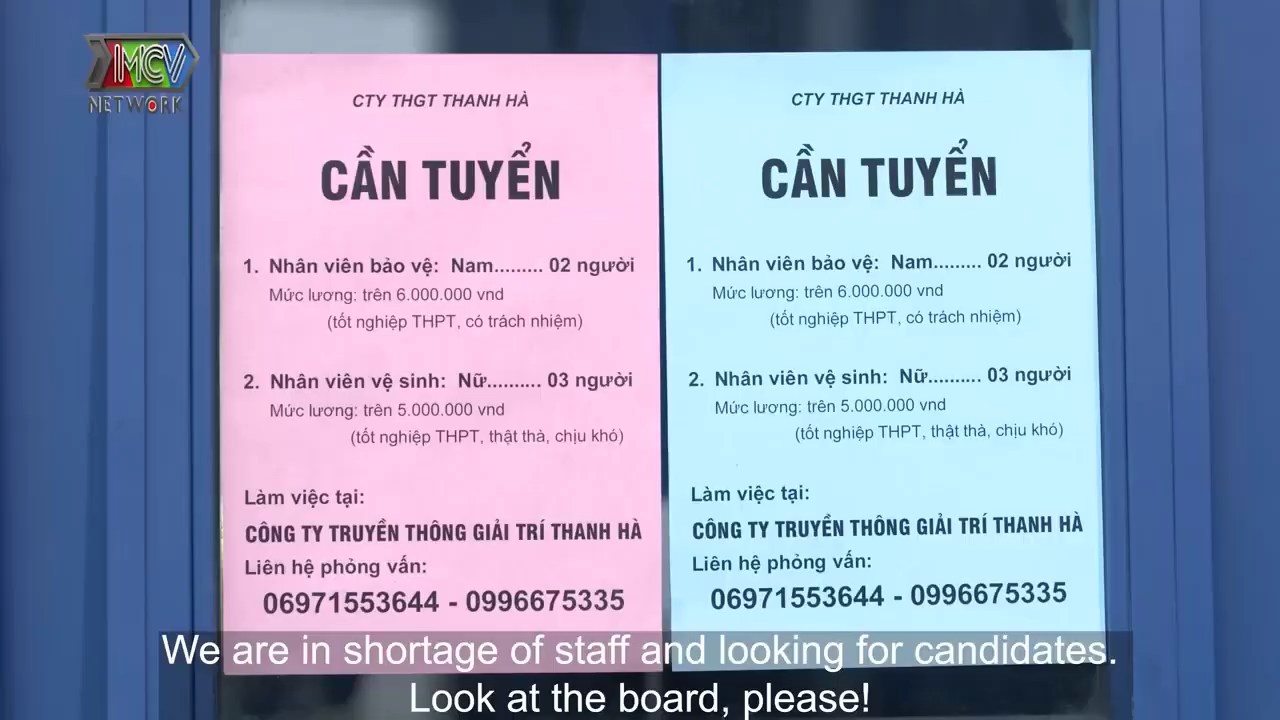 MCV
NETWORK
CTY THGT THANH HÀ
CẦN TUYỂN
1. Nhân viên bảo vệ: Nam......... 02 người
Mức lương: trên 6.000.000 vnd
(tốt nghiệp THPT, có trách nhiệm)
2. Nhân viên vệ sinh: Nữ.......... 03 người
Mức lương: trên 5.000.000 vnd
(tốt nghiệp THPT, thật thà, chịu khó)
Làm việc tại:
CÔNG TY TRUYỀN THÔNG GIẢI TRÍ THANH HÀ
Liên hệ phỏng vấn:
06971553644 - 0996675335
CTY THGT THANH HÀ
CẦN TUYỂN
1. Nhân viên bảo vệ: Nam......... 02 người
Mức lương: trên 6.000.000 vnd
(tốt nghiệp THPT, có trách nhiệm)
2. Nhân viên vệ sinh: Nữ.......... 03 người
Mức lương: trên 5.000.000 vnd
(tốt nghiệp THPT, thật thà, chịu khó)
Làm việc tại:
CÔNG TY TRUYỀN THÔNG GIẢI TRÍ THANH HÀ
Liên hệ phỏng vấn:
06971553644 - 0996675335
We are in shortage of staff and looking for candidates.
Look at the board, please!